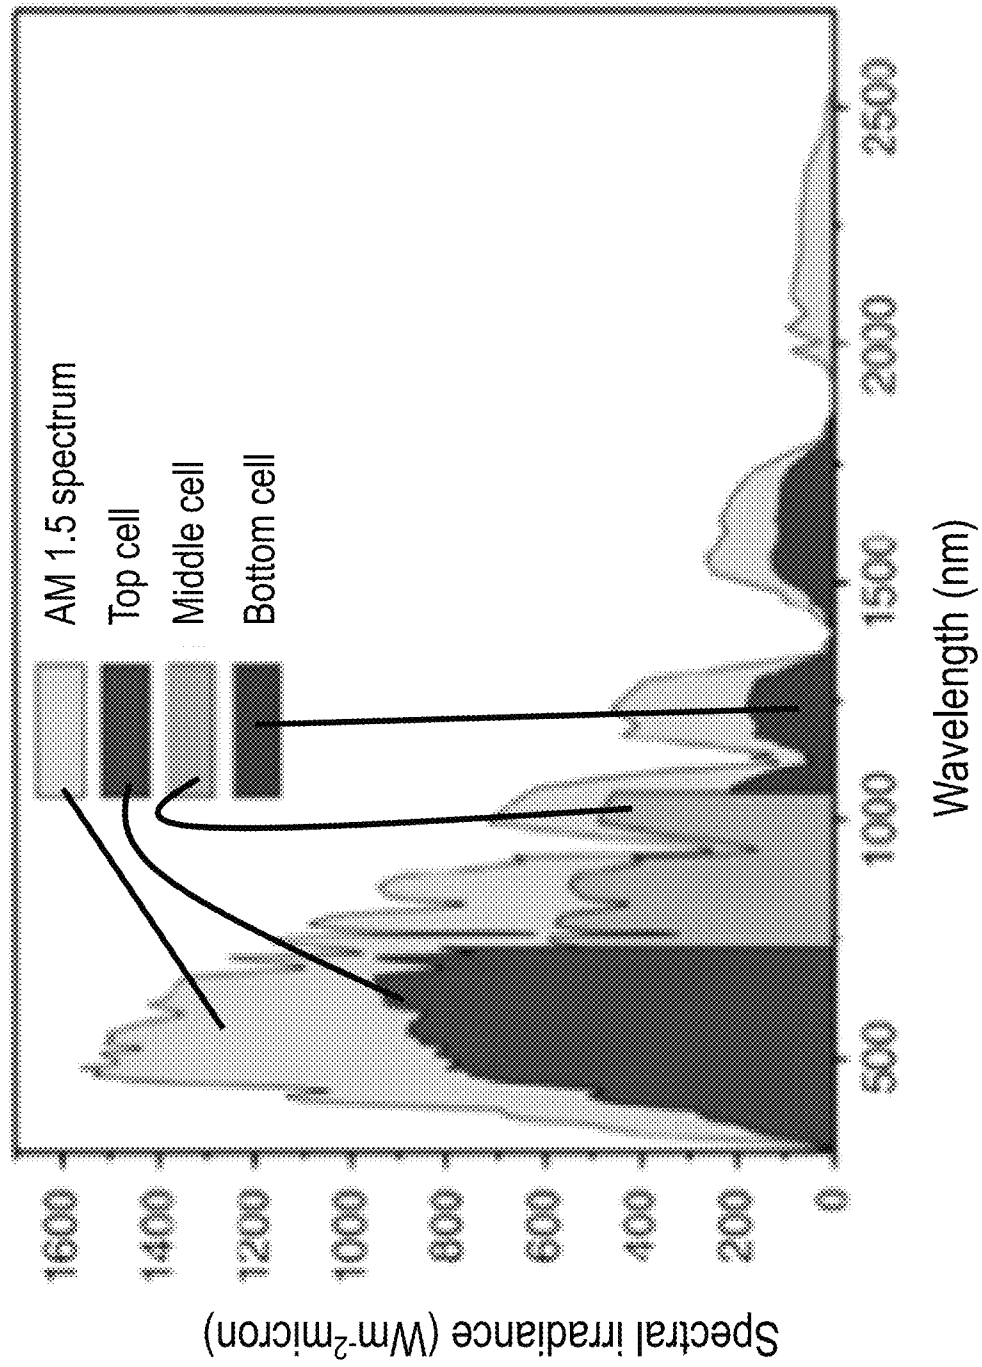 AM 1.5 spectrum
Top cell
Middle cell
Bottom cell
Spectral irradiance (Wm-2micron)
1600
1400
1200
1000
800
600
400
200
0
500
1000
1500
2000
2500
Wavelength (nm)